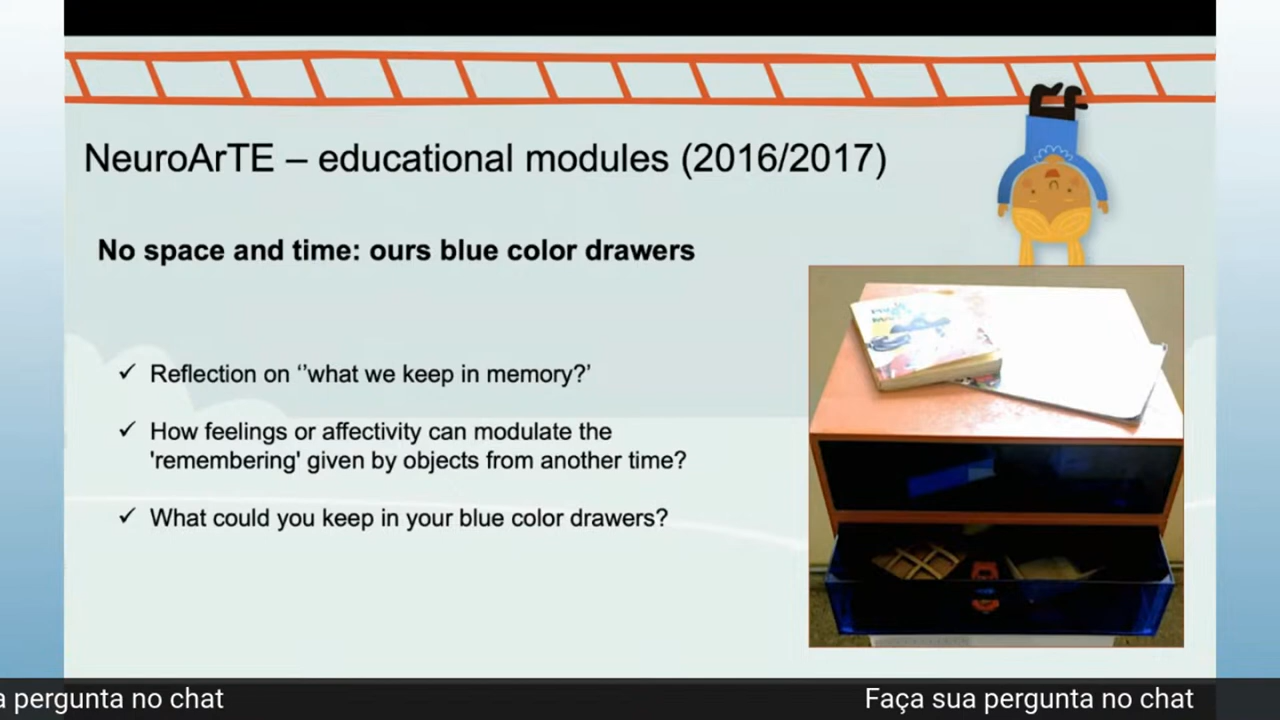 NeuroArTE – educational modules (2016/2017)
No space and time: ours blue color drawers
✓ Reflection on ‘’what we keep in memory?’
✓ How feelings or affectivity can modulate the
'remembering' given by objects from another time?
✓ What could you keep in your blue color drawers?
a pergunta no chat
Faça sua pergunta no chat